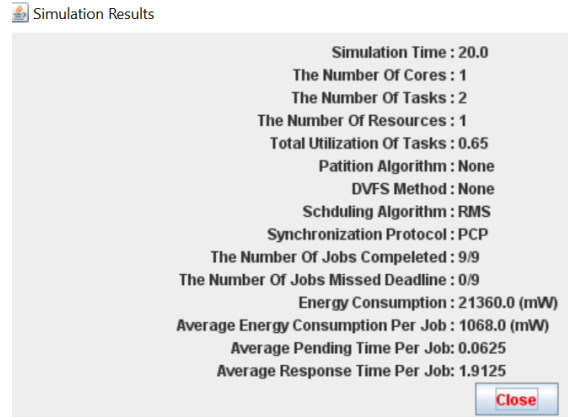 Simulation Results
Simulation Time : 20.0
The Number Of Cores : 1
The Number Of Tasks : 2
The Number Of Resources : 1
Total Utilization Of Tasks : 0.65
Patition Algorithm : None
DVFS Method : None
Schduling Algorithm : RMS
Synchronization Protocol : PCP
The Number Of Jobs Compeleted : 9/9
The Number Of Jobs Missed Deadline : 0/9
Energy Consumption : 21360.0 (mW)
Average Energy Consumption Per Job : 1068.0 (mW)
Average Pending Time Per Job: 0.0625
Average Response Time Per Job: 1.9125
Close